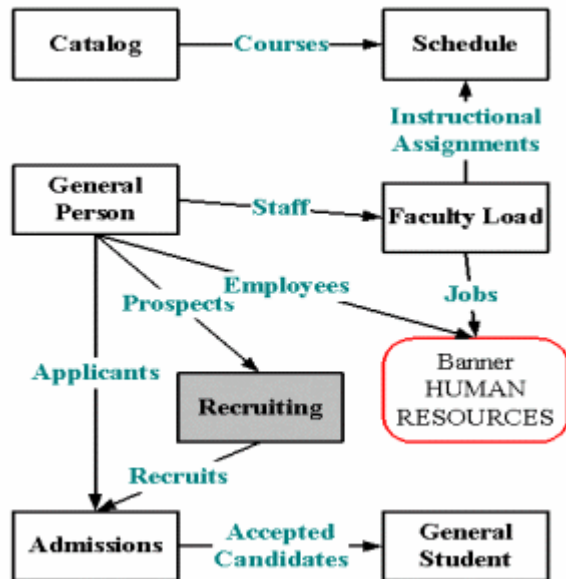 Catalog
Courses
Schedule
Instructional
Assignments
General
Person
Staff
Faculty Load
Employees
Jobs
Prospects
Applicants
Banner
HUMAN
RESOURCES
Recruiting
Recruits
Admissions
Accepted
Candidates
General
Student